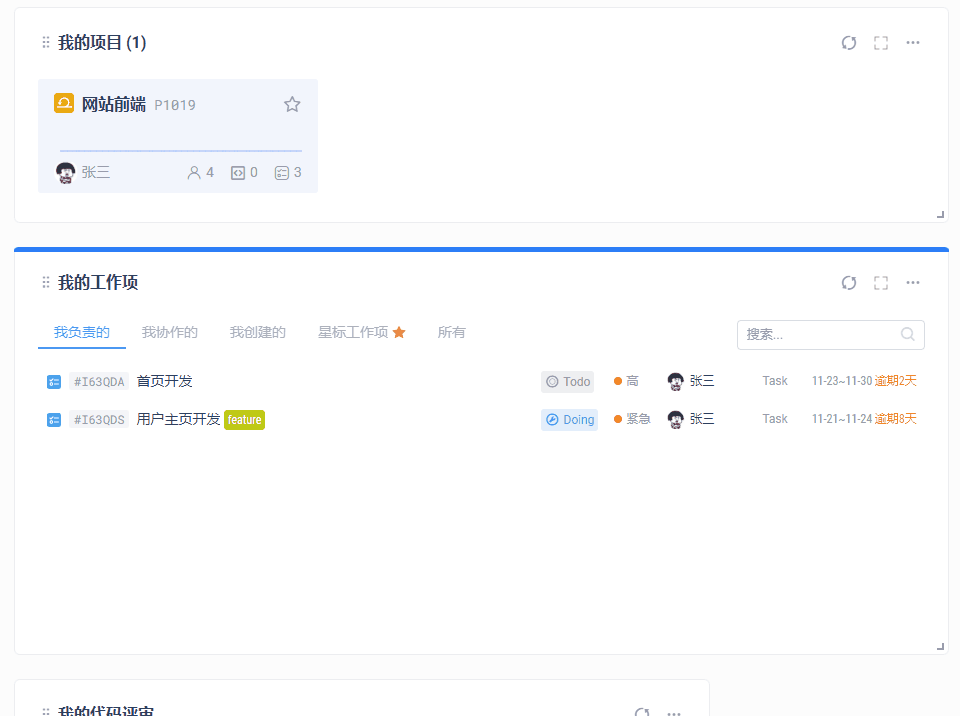 我的项目 (1)
网站前端 P1019
张三 4 0 3
我的工作项
我负责的 我协作的 我创建的 星标工作项 所有 搜索...
#I63QDA 首页开发 Todo 高 张三 Task 11-23~11-30 逾期2天
#I63QDS 用户主页开发 feature Doing 紧急 张三 Task 11-21~11-24 逾期8天
我的代码评审